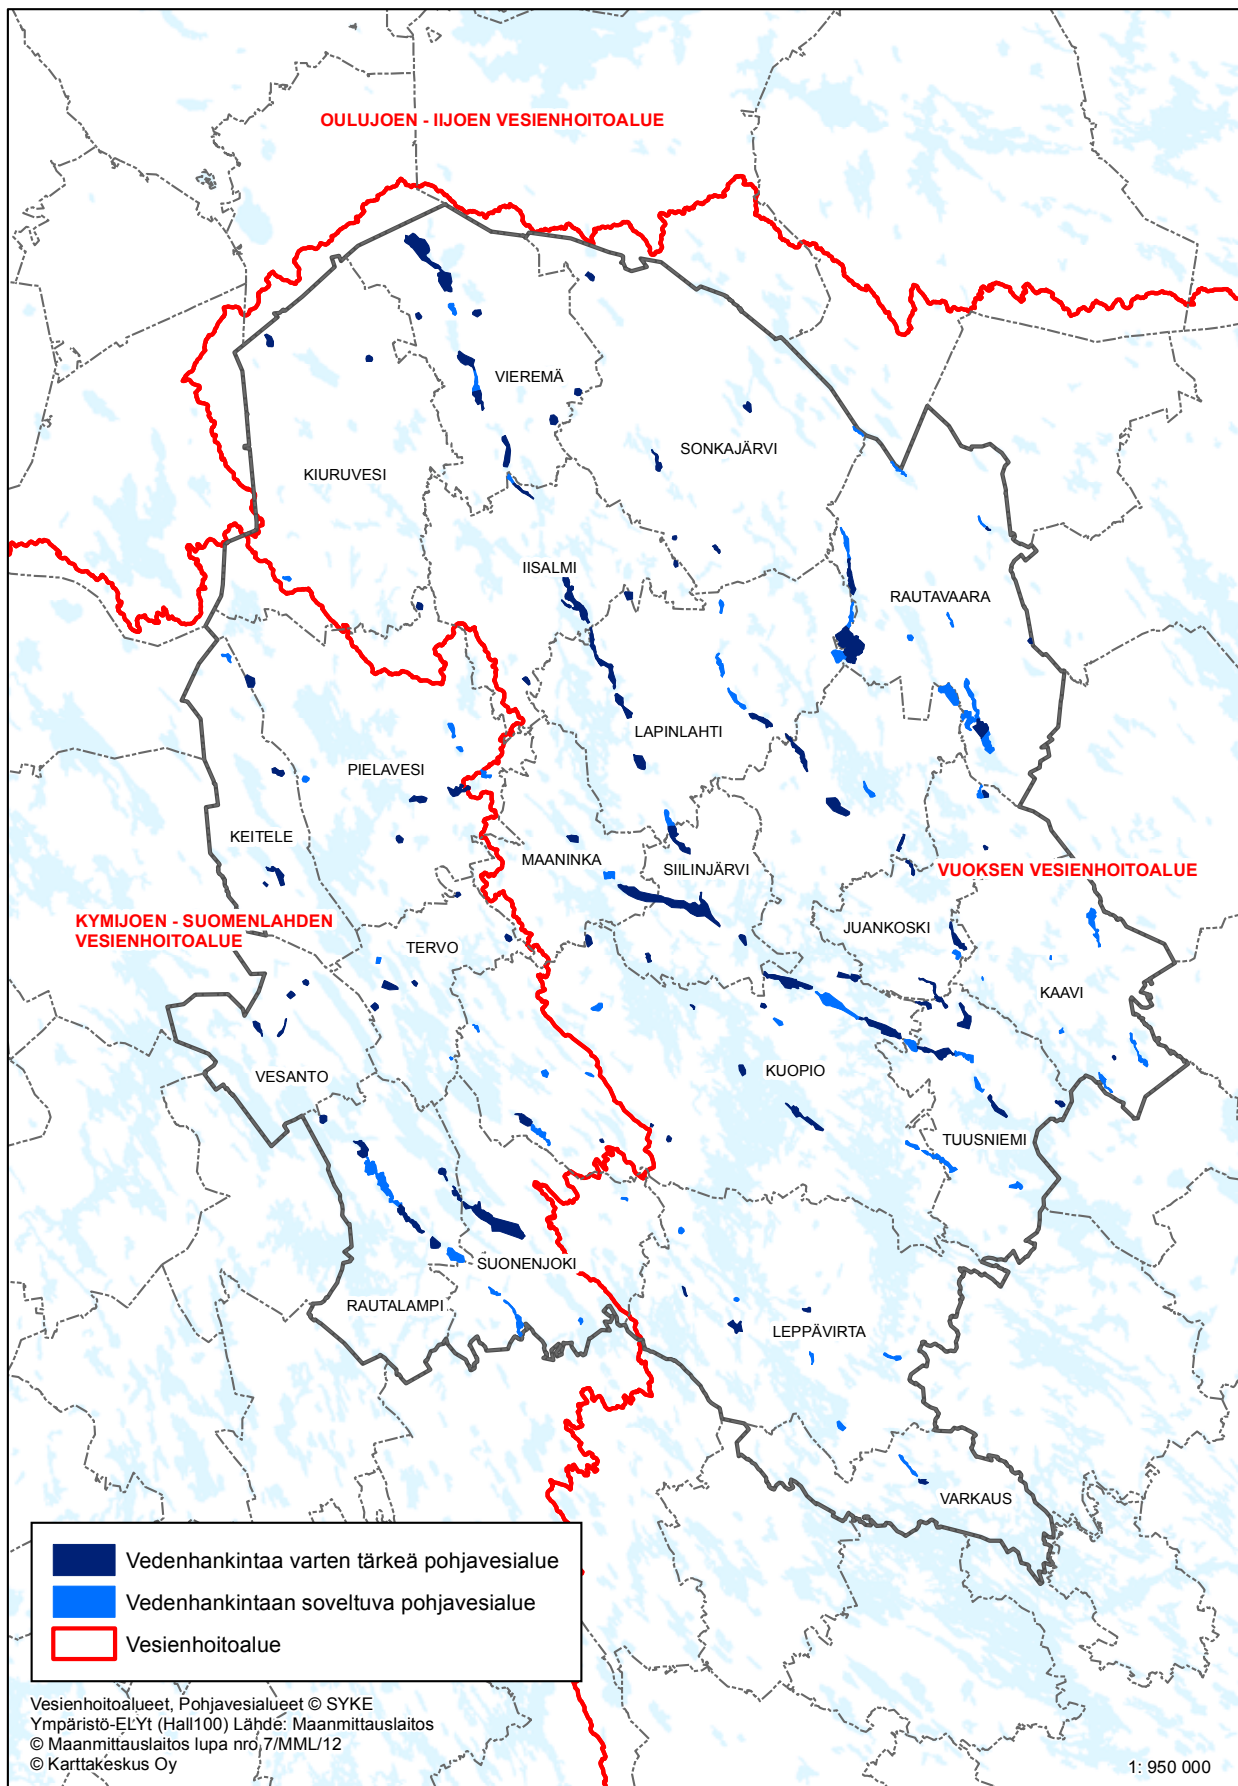 OULUJOEN - IIJOEN VESIENHOITOALUE
VIEREMÄ
SONKAJÄRVI
KIURUVESI
IISALMI
RAUTAVAARA
LAPINLAHTI
PIELAVESI
KEITELE
MAANINKA
SIILINJÄRVI
VUOKSEN VESIENHOITOALUE
KYMIJOEN - SUOMENLAHDEN
VESIENHOITOALUE
JUANKOSKI
TERVO
KAAVI
VESANTO
KUOPIO
TUUSNIEMI
SUONENJOKI
RAUTALAMPI
LEPPÄVIRTA
VARKAUS
Vedenhankintaa varten tärkeä pohjavesialue
Vedenhankintaan soveltuva pohjavesialue
Vesienhoitoalue
Vesienhoitoalueet, Pohjavesialueet © SYKE
Ympäristö-ELYt (Hall100) Lähde: Maanmittauslaitos
© Maanmittauslaitos lupa nro 7/MML/12
© Karttakeskus Oy
1: 950 000